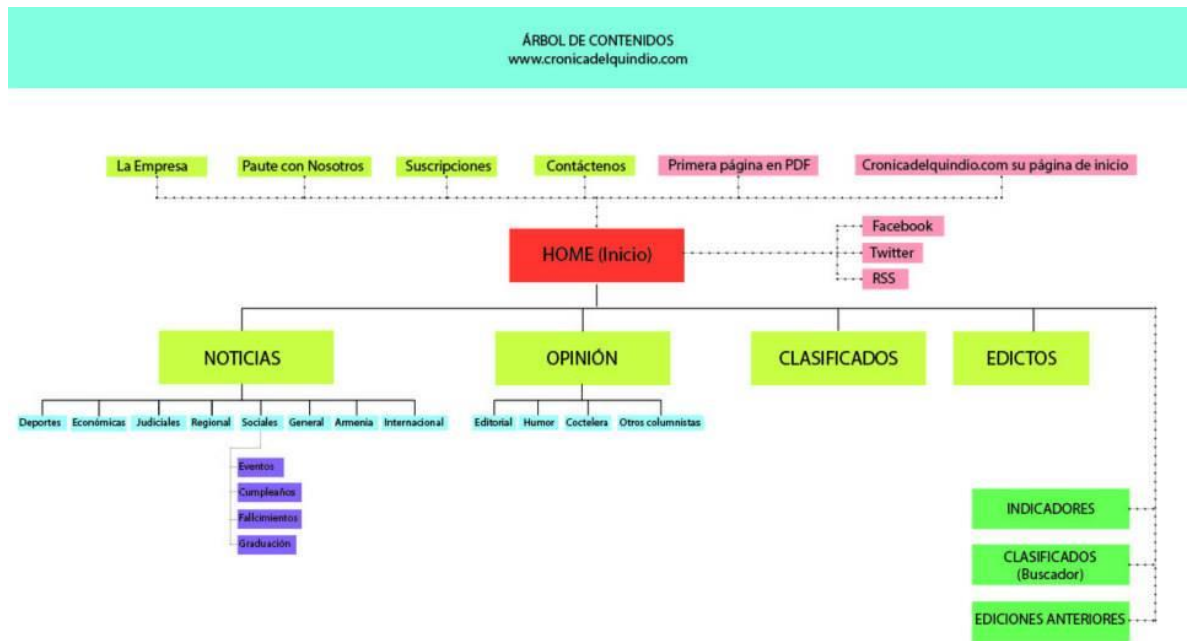 ÁRBOL DE CONTENIDOS
www.cronicadelquindio.com
La Empresa
Paute con Nosotros
Suscripciones
Contáctenos
Primera página en PDF
Cronicadelquindio.com su página de inicio
HOME (Inicio)
Facebook
Twitter
RSS
NOTICIAS
OPINIÓN
CLASIFICADOS
EDICTOS
Deportes
Económicas
Judiciales
Regional
Sociales
General
Armenia
Internacional
Editorial
Humor
Coctelera
Otros columnistas
Eventos
Cumpleaños
Fallcimientos
Graduación
INDICADORES
CLASIFICADOS
(Buscador)
EDICIONES ANTERIORES